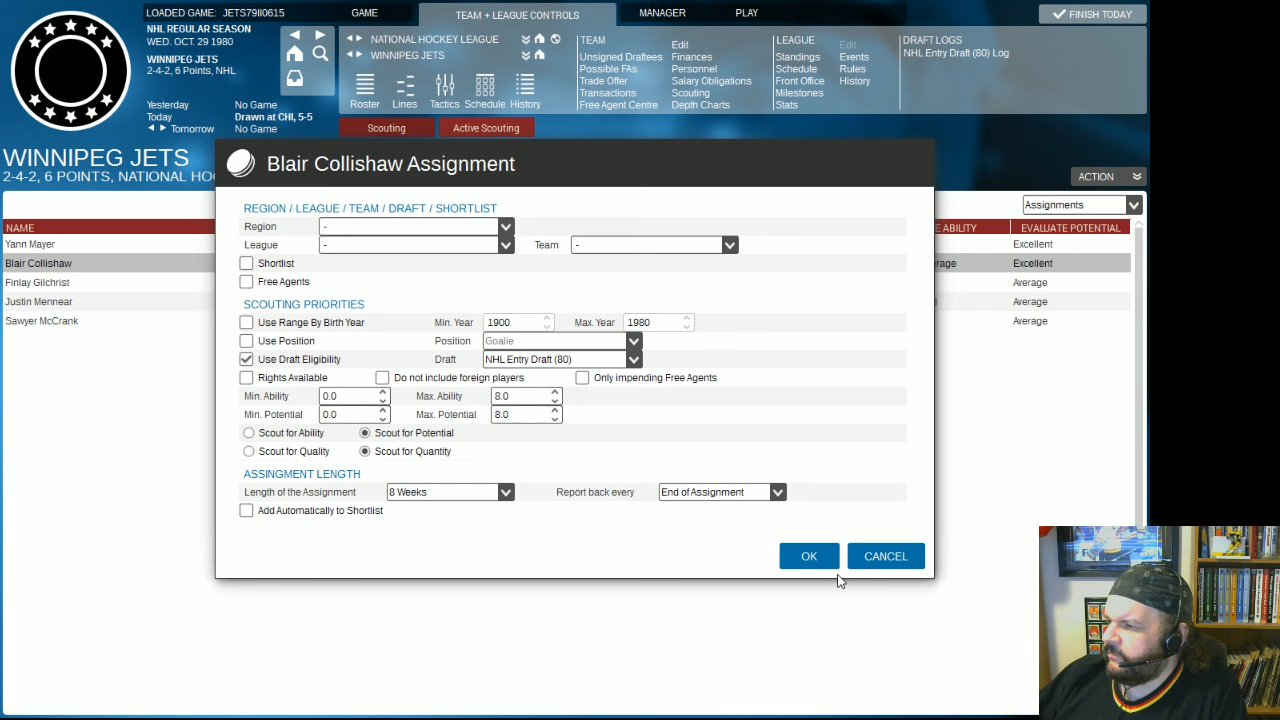 LOADED GAME: JETS79II0615
GAME
TEAM + LEAGUE CONTROLS
MANAGER
PLAY
FINISH TODAY
NHL REGULAR SEASON
WED. OCT. 29 1980
WINNIPEG JETS
2-4-2, 6 POINTS, NHL
Yesterday No Game
Today Drawn at CHI, 5-5
Tomorrow No Game
NATIONAL HOCKEY LEAGUE
WINNIPEG JETS
Roster Lines Tactics Schedule History
TEAM
Unsigned Draftees
Possible FAs
Trade Offer
Transactions
Free Agent Centre
Edit
Finances
Personnel
Salary Obligations
Scouting
Depth Charts
LEAGUE
Standings
Schedule
Front Office
Milestones
Stats
Edit
Events
Rules
History
DRAFT LOGS
NHL Entry Draft (80) Log
Scouting
Active Scouting
WINNIPEG JETS
2-4-2, 6 POINTS, NATIONAL HO
ACTION
Assignments
NAME
E ABILITY
EVALUATE POTENTIAL
Yann Mayer
Excellent
Blair Collishaw
erage
Excellent
Finlay Gilchrist
Average
Justin Mennear
d
Average
Sawyer McCrank
Average
Blair Collishaw Assignment
REGION / LEAGUE / TEAM / DRAFT / SHORTLIST
Region -
League - Team -
Shortlist
Free Agents
SCOUTING PRIORITIES
Use Range By Birth Year Min. Year 1900 Max. Year 1980
Use Position Position Goalie
Use Draft Eligibility Draft NHL Entry Draft (80)
Rights Available Do not include foreign players Only impending Free Agents
Min. Ability 0.0 Max. Ability 8.0
Min. Potential 0.0 Max. Potential 8.0
Scout for Ability Scout for Potential
Scout for Quality Scout for Quantity
ASSINGMENT LENGTH
Length of the Assignment 8 Weeks Report back every End of Assignment
Add Automatically to Shortlist
OK
CANCEL